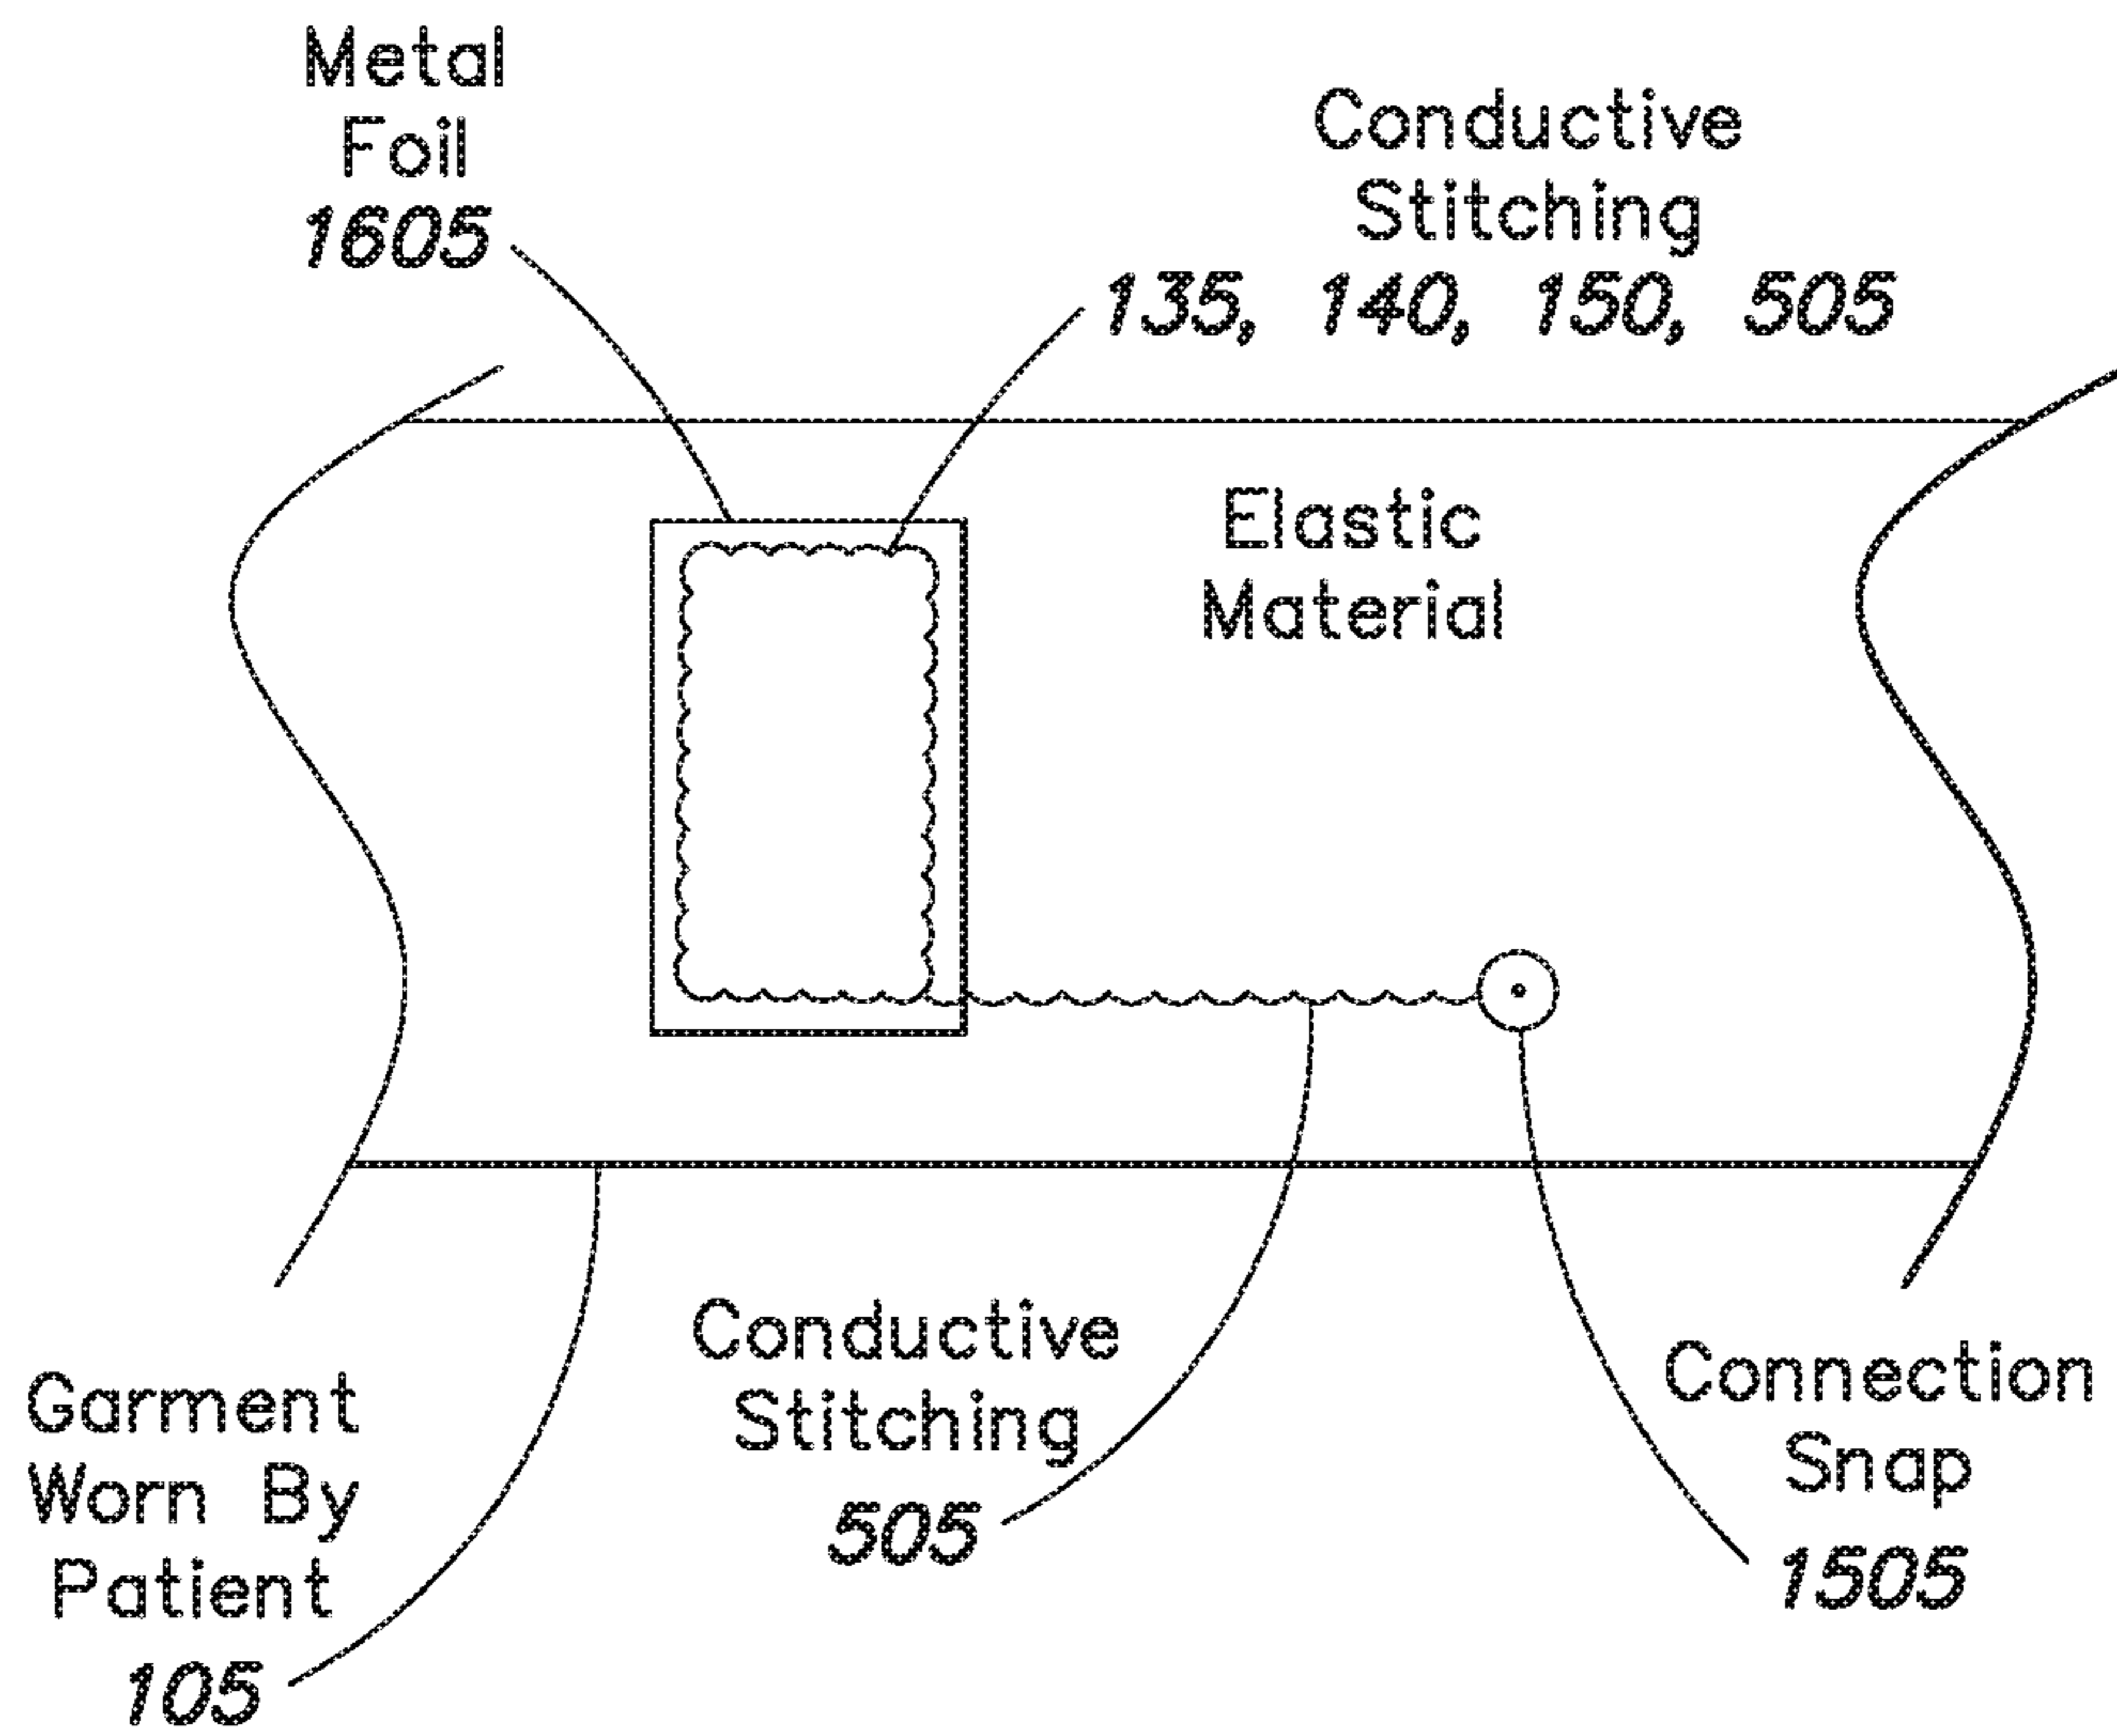 Metal
Foil
1605
Conductive
Stitching
135, 140, 150, 505
Elastic
Material
Garment
Worn By
Patient
105
Conductive
Stitching
505
Connection
Snap
1505